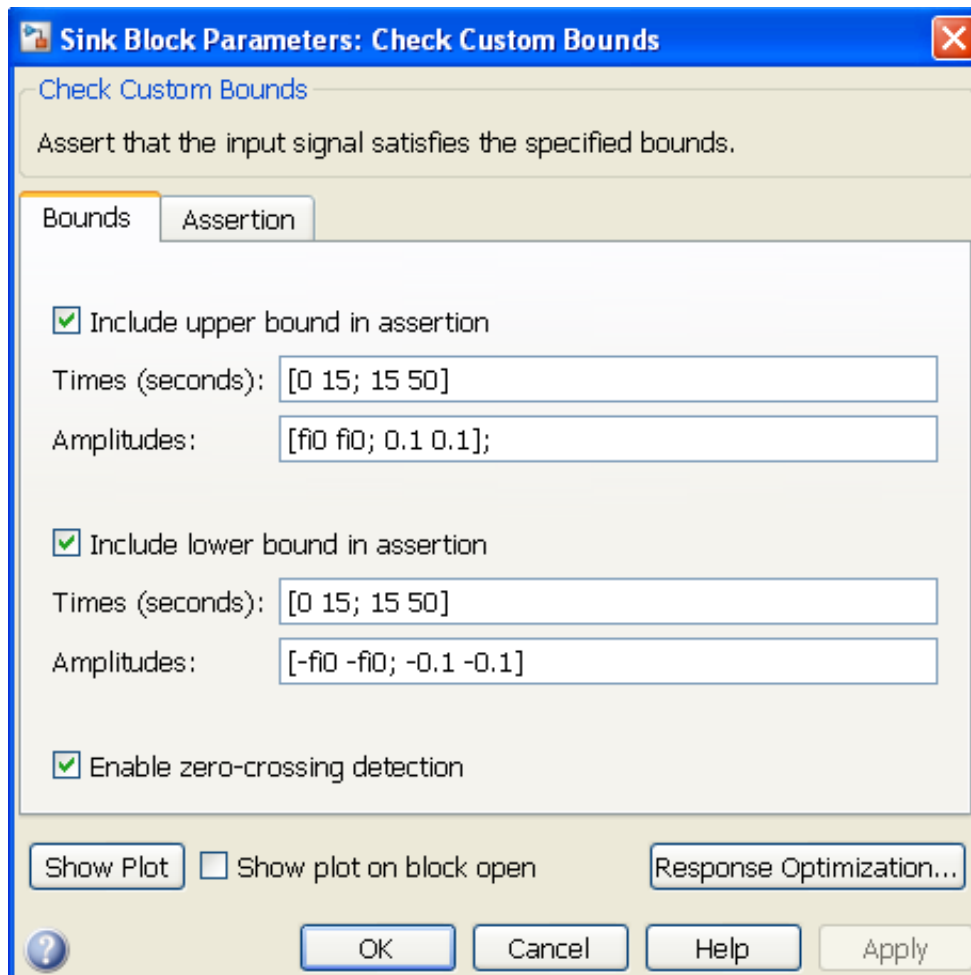 Sink Block Parameters: Check Custom Bounds
Check Custom Bounds
Assert that the input signal satisfies the specified bounds.
Bounds Assertion
Include upper bound in assertion
Times (seconds): [0 15; 15 50]
Amplitudes: [fi0 fi0; 0.1 0.1];
Include lower bound in assertion
Times (seconds): [0 15; 15 50]
Amplitudes: [-fi0 -fi0; -0.1 -0.1]
Enable zero-crossing detection
Show Plot Show plot on block open Response Optimization...
? OK Cancel Help Apply